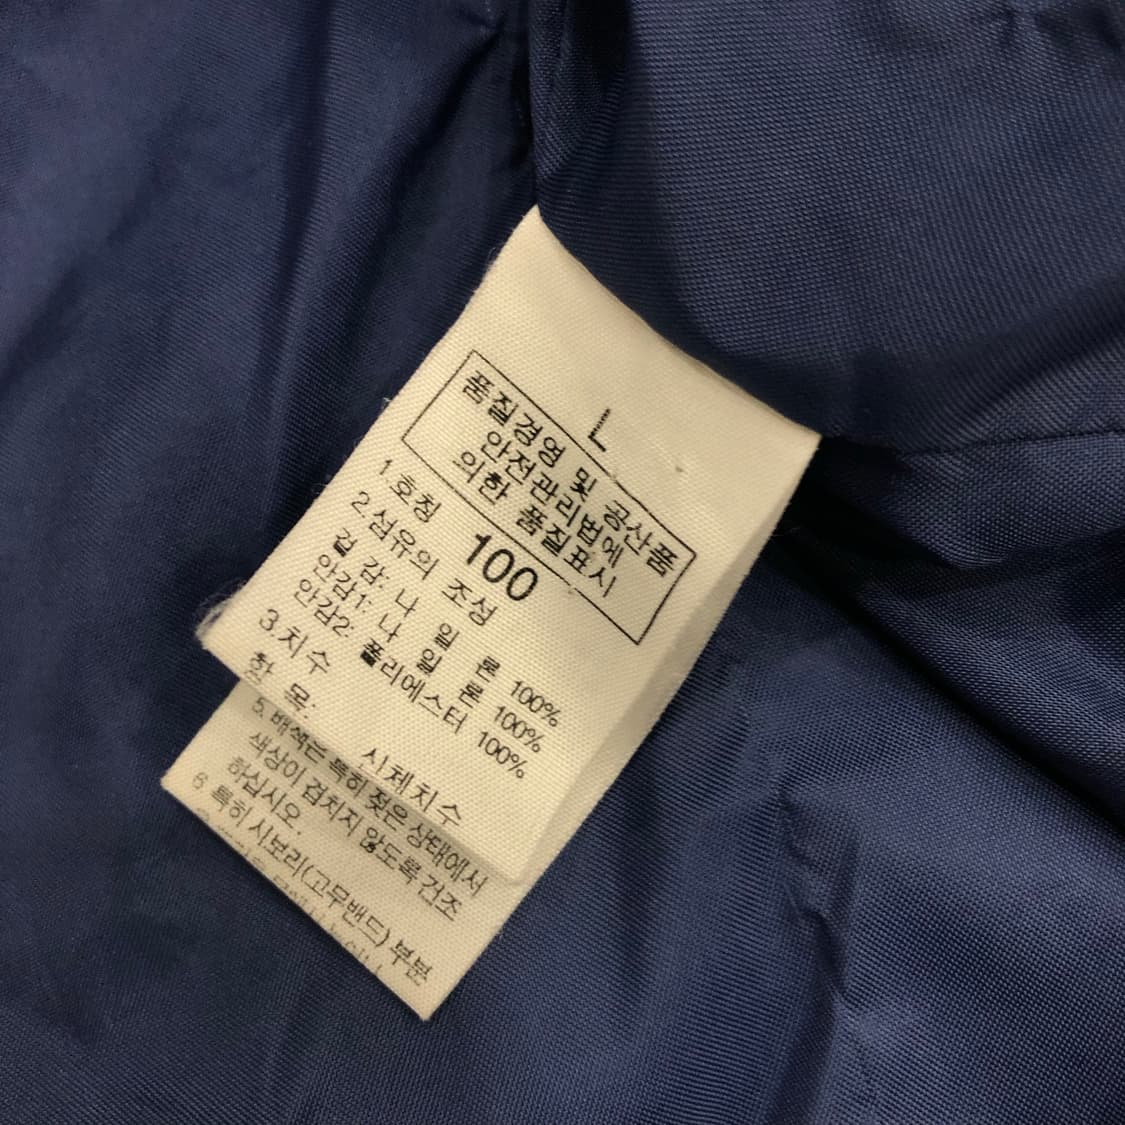 L
품질경영 및 공산품
안전관리법에
의한 품질표시
1.호칭 100
2.섬유의 조성
겉 감: 나 일 론 100%
안감1: 나 일 론 100%
안감2: 폴리에스터 100%
3.치수
항 목: 신체치수
5. 배색은 특히 젖은 상태에서
색상이 겹치지 않도록 건조
하십시오.
6 특히 시보리(고무밴드) 부분